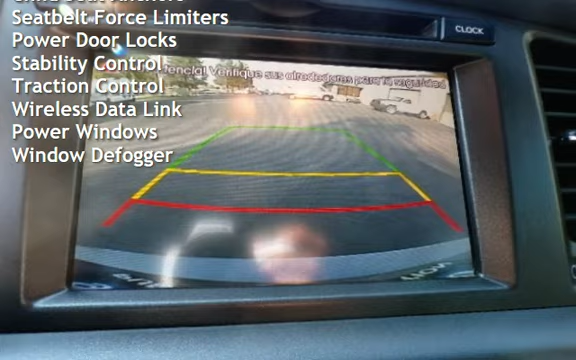 Seatbelt Force Limiters
CLOCK
Power Door Locks
Stability Control
Verifique sus alrededores para la seguridad
Traction Control
Wireless Data Link
Power Windows
Window Defogger